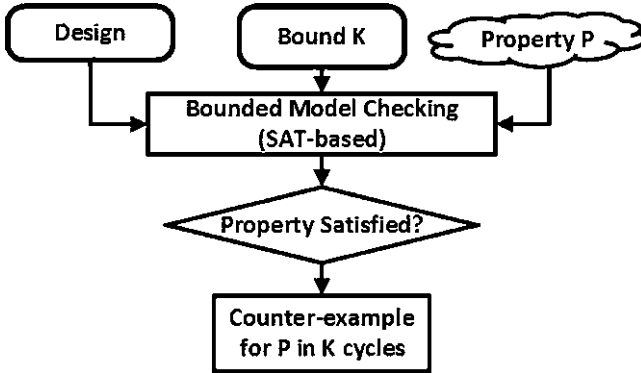 Design
Bound K
Property P
Bounded Model Checking
(SAT-based)
Property Satisfied?
Counter-example
for P in K cycles